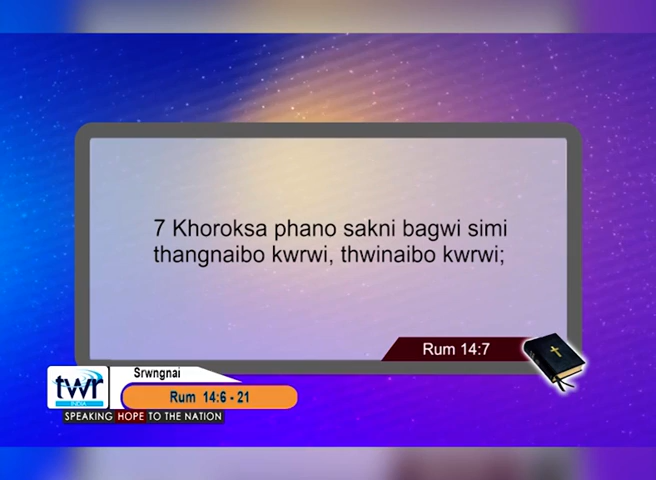 7 Khoroksa phano sakni bagwi simi
thangnaibo kwrwi, thwinaibo kwrwi;
Rum 14:7
Srwngnai
twr
INDIA
Rum 14:6 - 21
SPEAKING HOPE TO THE NATION